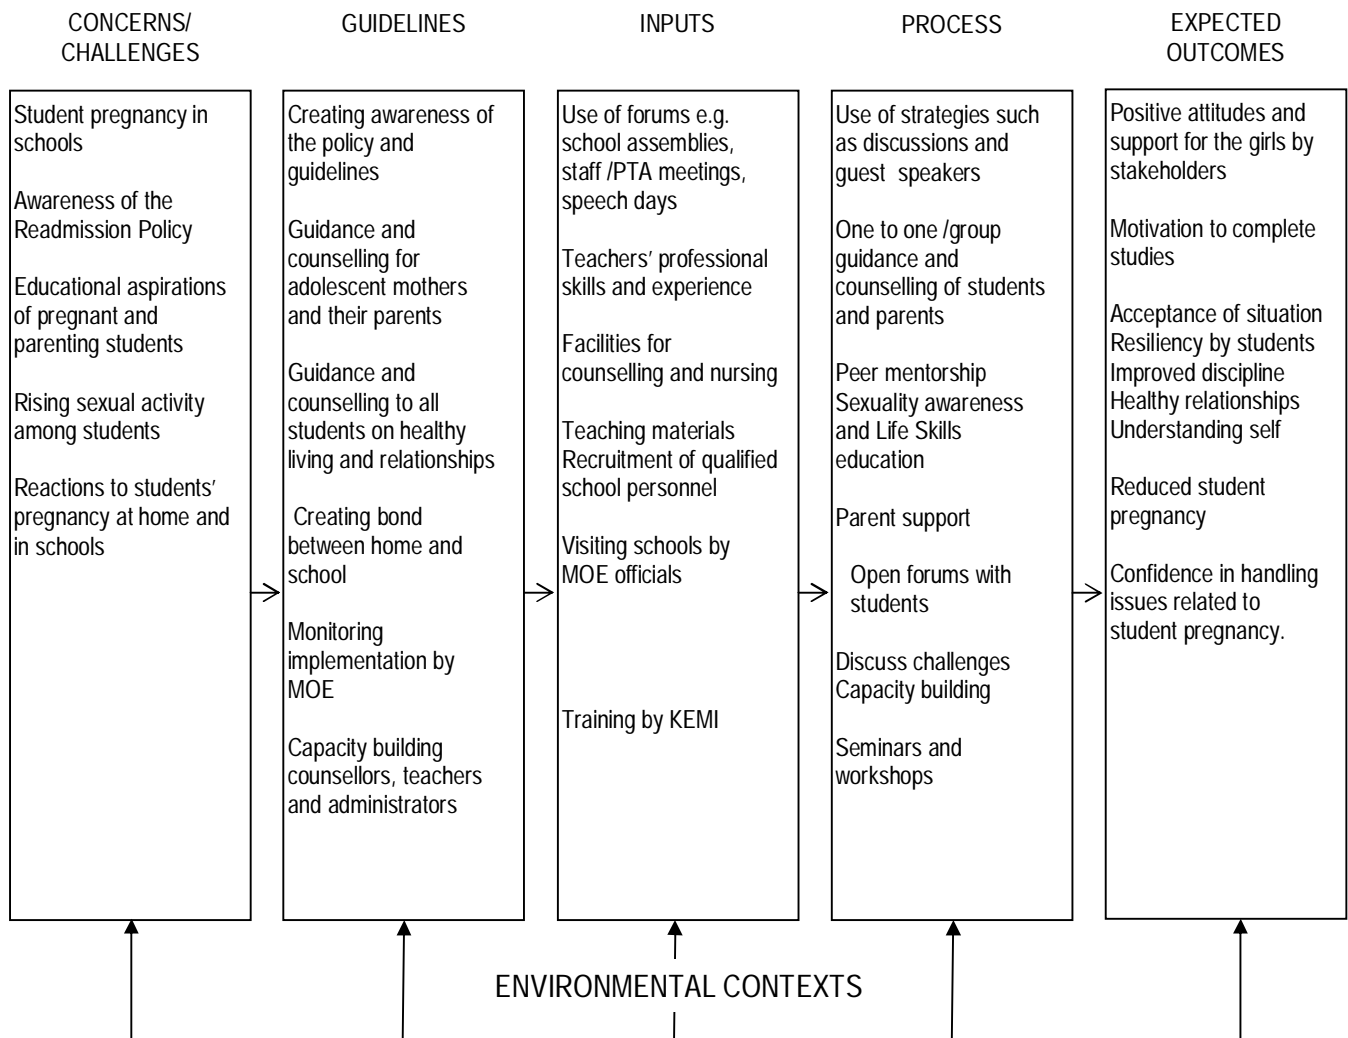 CONCERNS/
CHALLENGES
GUIDELINES
INPUTS
PROCESS
EXPECTED
OUTCOMES
Student pregnancy in
schools
Awareness of the
Readmission Policy
Educational aspirations
of pregnant and
parenting students
Rising sexual activity
among students
Reactions to students’
pregnancy at home and
in schools
Creating awareness of
the policy and
guidelines
Guidance and
counselling for
adolescent mothers
and their parents
Guidance and
counselling to all
students on healthy
living and relationships
Creating bond
between home and
school
Monitoring
implementation by
MOE
Capacity building
counsellors, teachers
and administrators
Use of forums e.g.
school assemblies,
staff /PTA meetings,
speech days
Teachers’ professional
skills and experience
Facilities for
counselling and nursing
Teaching materials
Recruitment of qualified
school personnel
Visiting schools by
MOE officials
Training by KEMI
Use of strategies such
as discussions and
guest speakers
One to one /group
guidance and
counselling of students
and parents
Peer mentorship
Sexuality awareness
and Life Skills
education
Parent support
Open forums with
students
Discuss challenges
Capacity building
Seminars and
workshops
Positive attitudes and
support for the girls by
stakeholders
Motivation to complete
studies
Acceptance of situation
Resiliency by students
Improved discipline
Healthy relationships
Understanding self
Reduced student
pregnancy
Confidence in handling
issues related to
student pregnancy.
ENVIRONMENTAL CONTEXTS